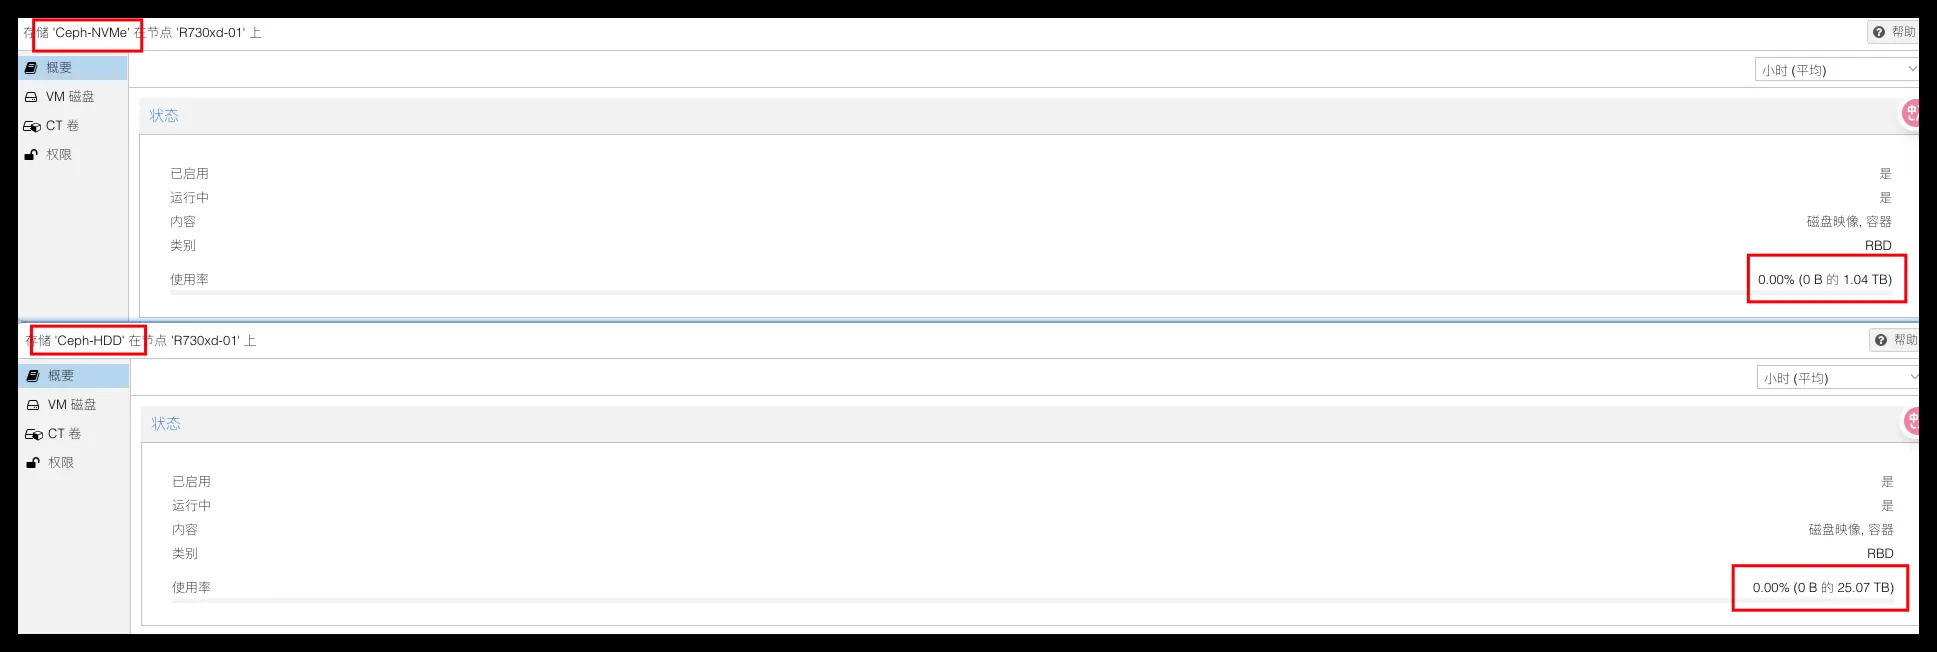 存储 'Ceph-NVMe' 在节点 'R730xd-01' 上
帮助
概要
小时 (平均)
VM 磁盘
状态
CT 卷
权限
已启用 是
运行中 是
内容 磁盘映像, 容器
类别 RBD
使用率 0.00% (0 B 的 1.04 TB)
存储 'Ceph-HDD' 在节点 'R730xd-01' 上
帮助
概要
小时 (平均)
VM 磁盘
状态
CT 卷
权限
已启用 是
运行中 是
内容 磁盘映像, 容器
类别 RBD
使用率 0.00% (0 B 的 25.07 TB)